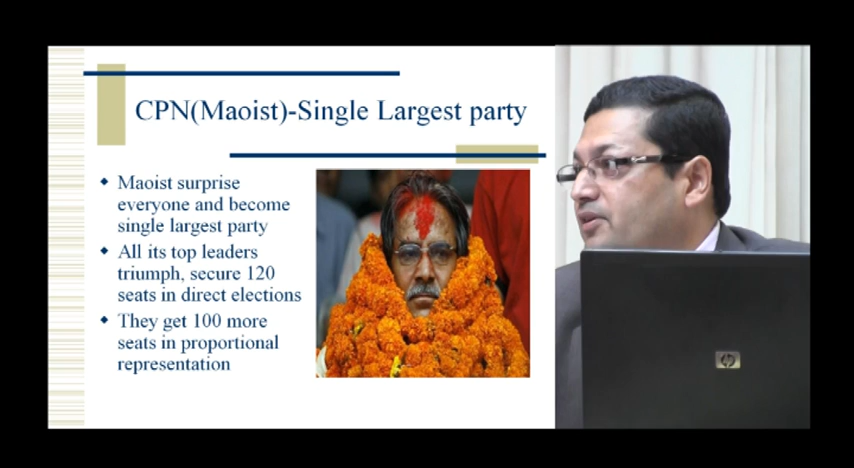 CPN(Maoist)-Single Largest party
Maoist surprise
everyone and become
single largest party
All its top leaders
triumph, secure 120
seats in direct elections
They get 100 more
seats in proportional
representation
hp